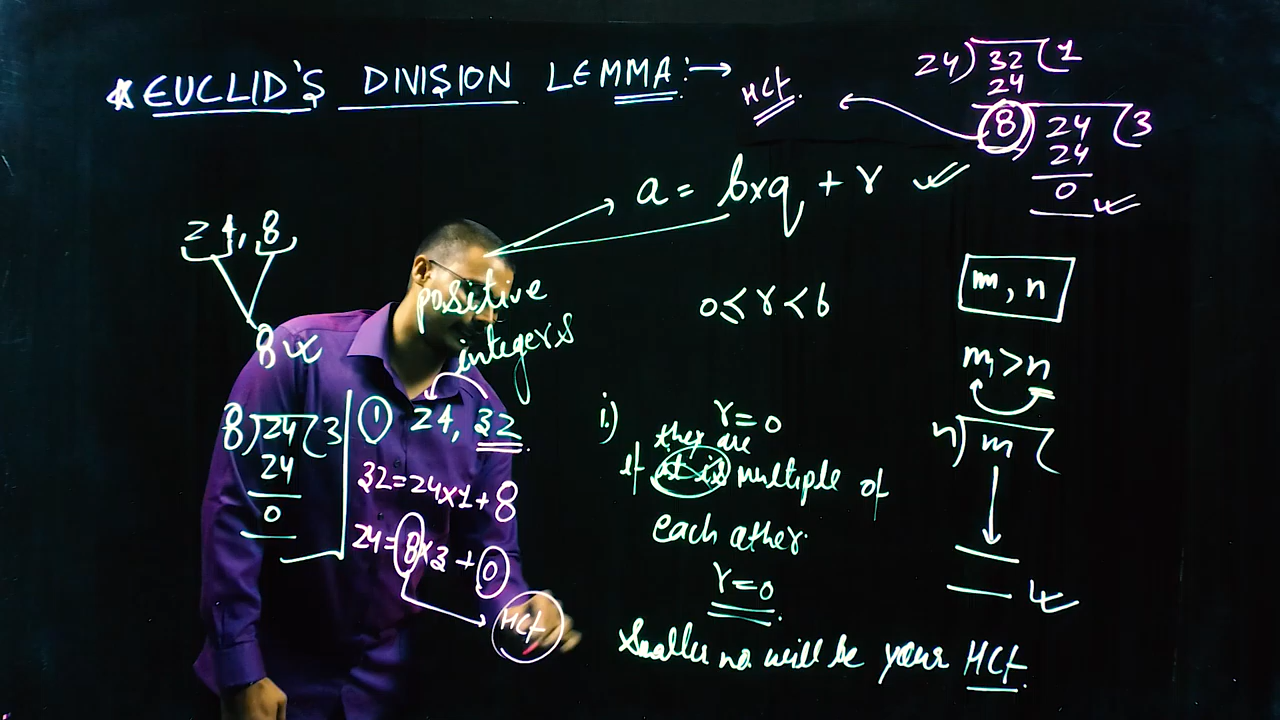 * EUCLID'S DIVISION LEMMA:→ HCF.
24)32(1
24
8)24(3
24
0
a = b×q + r
24, 8
8
positive
integers
0 ≤ r < b
m, n
m > n
n) m (
8)24(3
24
0
① 24, 32
32=24×1+8
24=8×3+0
HCF
i.) r=0
they are
If it is multiple of
each other.
r=0
Smaller no. will be your HCF.